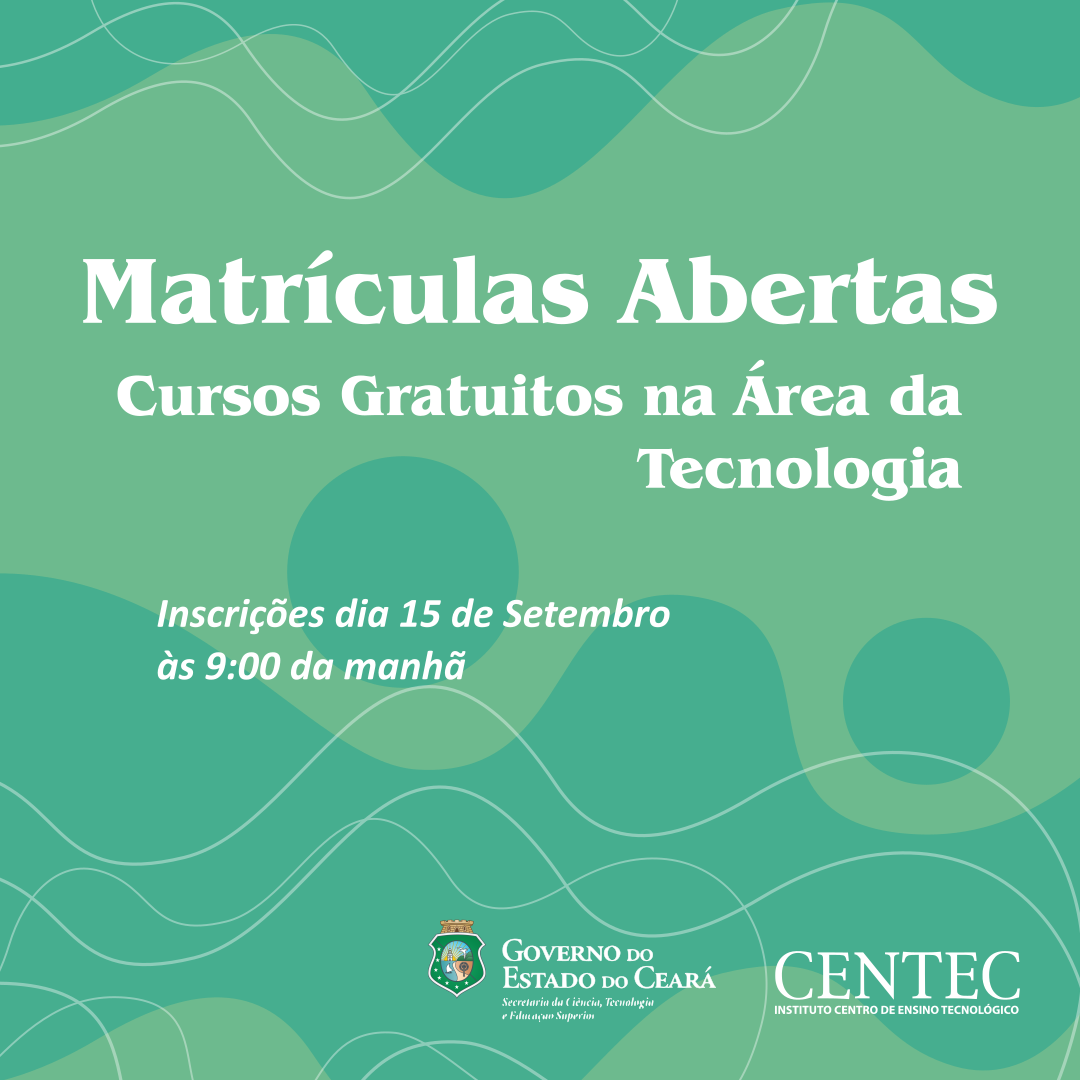 Matrículas Abertas
Cursos Gratuitos na Área da
Tecnologia
Inscrições dia 15 de Setembro
às 9:00 da manhã
GOVERNO DO
ESTADO DO CEARÁ
Secretaria da Ciência, Tecnologia
e Educação Superior
CENTEC
INSTITUTO CENTRO DE ENSINO TECNOLÓGICO